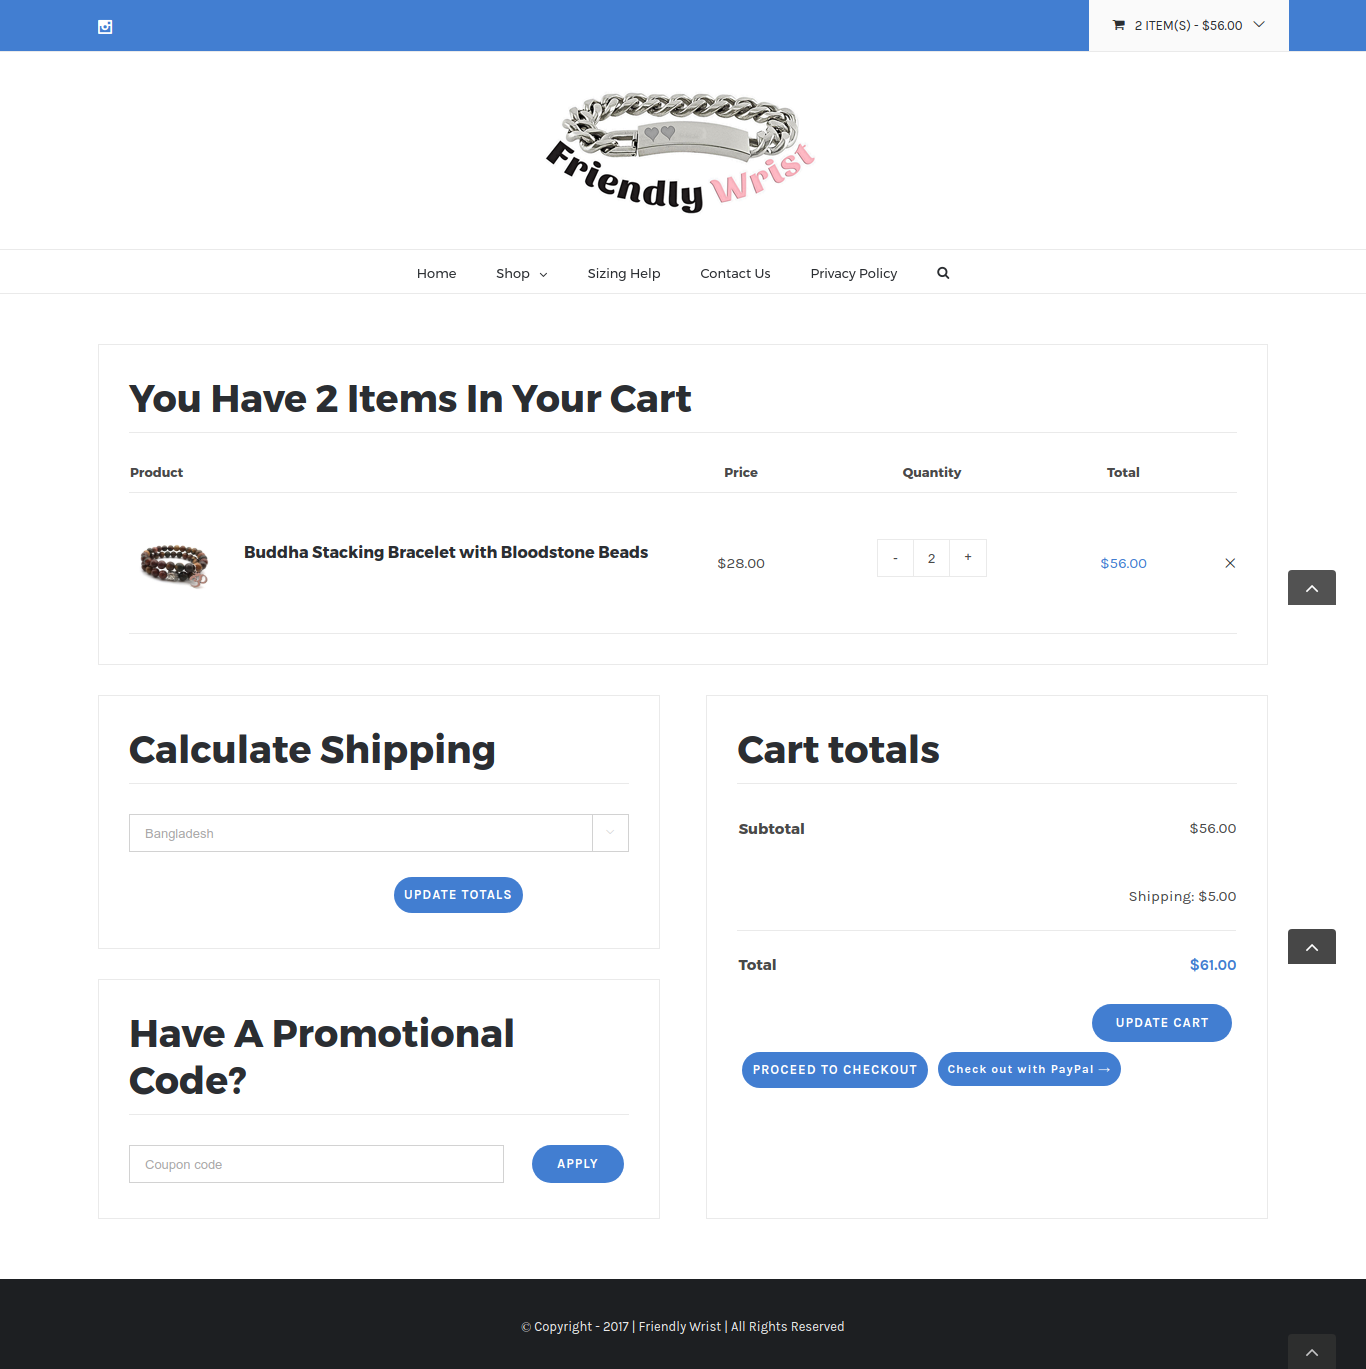 2 ITEM(S) - $56.00
Friendly Wrist
Home Shop Sizing Help Contact Us Privacy Policy
You Have 2 Items In Your Cart
Product Price Quantity Total
Buddha Stacking Bracelet with Bloodstone Beads $28.00 - 2 + $56.00 ×
Calculate Shipping
Bangladesh
UPDATE TOTALS
Have A Promotional
Code?
Coupon code APPLY
Cart totals
Subtotal $56.00
Shipping: $5.00
Total $61.00
UPDATE CART
PROCEED TO CHECKOUT Check out with PayPal →
© Copyright - 2017 | Friendly Wrist | All Rights Reserved